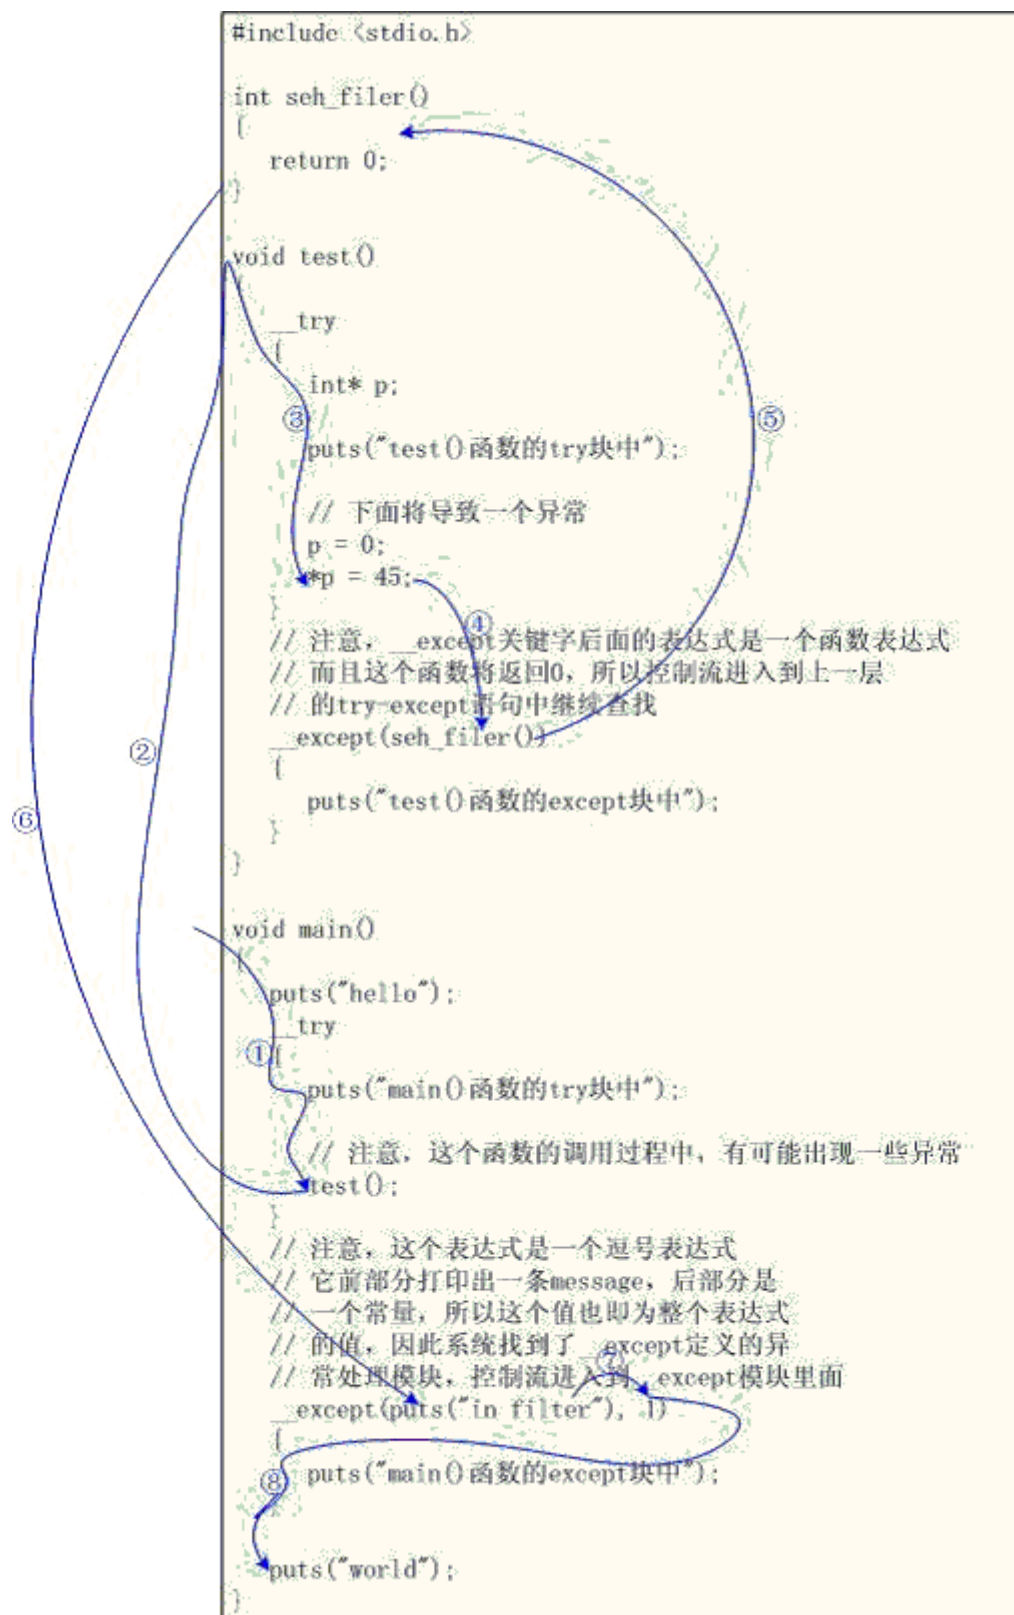 #include <stdio.h>
int seh_filer()
{
return 0;
}
void test()
{
__try
{
int* p;
③
⑤
puts("test()函数的try块中");
// 下面将导致一个异常
p = 0;
*p = 45;
}
④
// 注意，__except关键字后面的表达式是一个函数表达式
// 而且这个函数将返回0，所以控制流进入到上一层
// 的try-except语句中继续查找
__except(seh_filer())
②
{
puts("test()函数的except块中");
⑥
}
}
void main()
{
puts("hello");
__try
①
{
puts("main()函数的try块中");
// 注意，这个函数的调用过程中，有可能出现一些异常
test();
}
// 注意，这个表达式是一个逗号表达式
// 它前部分打印出一条message，后部分是
// 一个常量，所以这个值也即为整个表达式
// 的值，因此系统找到了__except定义的异
⑦
// 常处理模块，控制流进入到__except模块里面
__except(puts("in filter"), 1)
{
puts("main()函数的except块中");
⑧
}
puts("world");
}